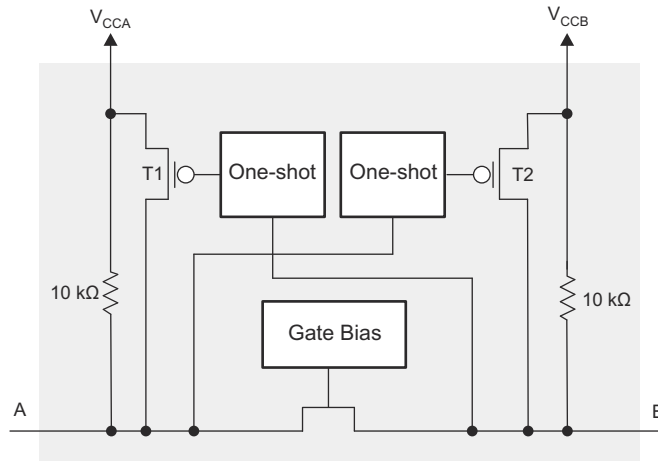 V_CCA
V_CCB
T1
One-shot
One-shot
T2
10 kΩ
10 kΩ
Gate Bias
A
B